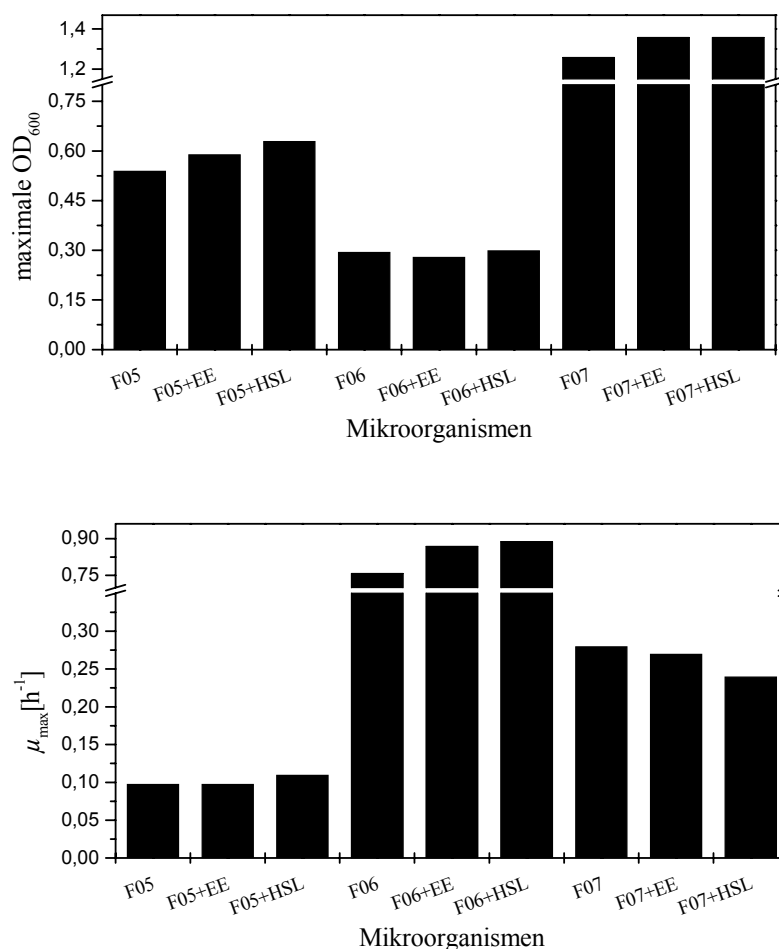 maximale OD600
1,4
1,2
0,75
0,60
0,45
0,30
0,15
0,00
F05
F05+EE
F05+HSL
F06
F06+EE
F06+HSL
F07
F07+EE
F07+HSL
Mikroorganismen
μmax[h-1]
0,90
0,75
0,30
0,25
0,20
0,15
0,10
0,05
0,00
F05
F05+EE
F05+HSL
F06
F06+EE
F06+HSL
F07
F07+EE
F07+HSL
Mikroorganismen